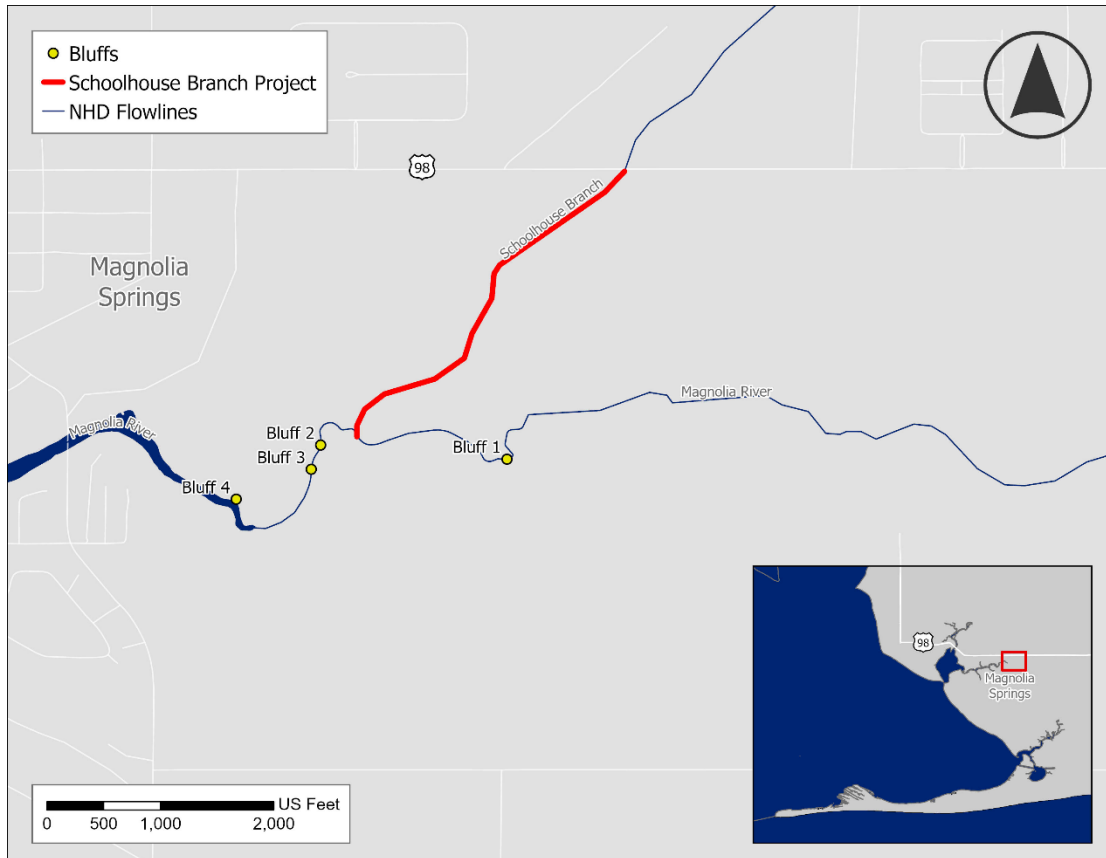 Bluffs
Schoolhouse Branch Project
NHD Flowlines
98
Schoolhouse Branch
Magnolia
Springs
Magnolia River
Magnolia River
Bluff 2
Bluff 1
Bluff 3
Bluff 4
98
Magnolia
Springs
US Feet
0 500 1,000 2,000